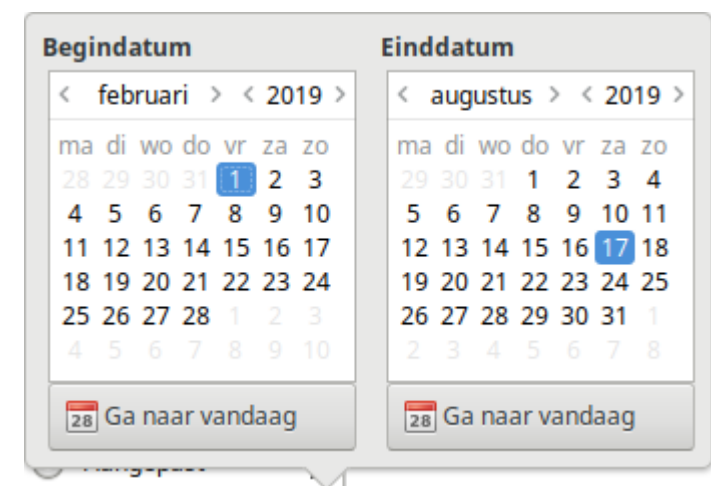 Begindatum
Einddatum
< februari > < 2019 >
< augustus > < 2019 >
ma di wo do vr za zo
28 29 30 31 1 2 3
4 5 6 7 8 9 10
11 12 13 14 15 16 17
18 19 20 21 22 23 24
25 26 27 28 1 2 3
4 5 6 7 8 9 10
ma di wo do vr za zo
29 30 31 1 2 3 4
5 6 7 8 9 10 11
12 13 14 15 16 17 18
19 20 21 22 23 24 25
26 27 28 29 30 31 1
2 3 4 5 6 7 8
28 Ga naar vandaag
28 Ga naar vandaag